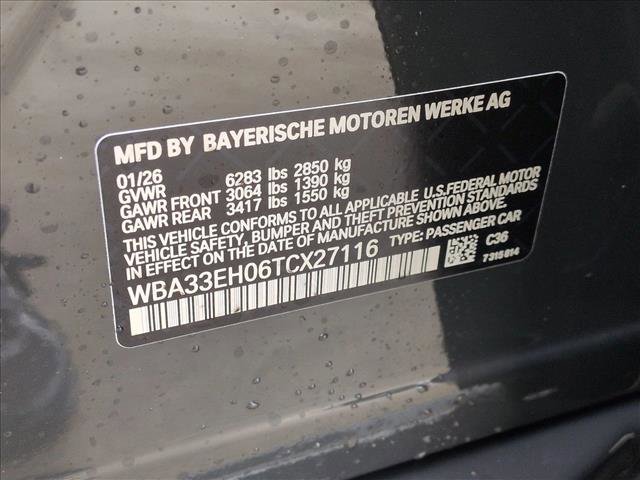 MFD BY BAYERISCHE MOTOREN WERKE AG
01/26
GVWR 6283 lbs 2850 kg
GAWR FRONT 3064 lbs 1390 kg
GAWR REAR 3417 lbs 1550 kg
THIS VEHICLE CONFORMS TO ALL APPLICABLE U.S.FEDERAL MOTOR
VEHICLE SAFETY, BUMPER AND THEFT PREVENTION STANDARDS
IN EFFECT ON THE DATE OF MANUFACTURE SHOWN ABOVE.
WBA33EH06TCX27116 TYPE: PASSENGER CAR
C36
7315814